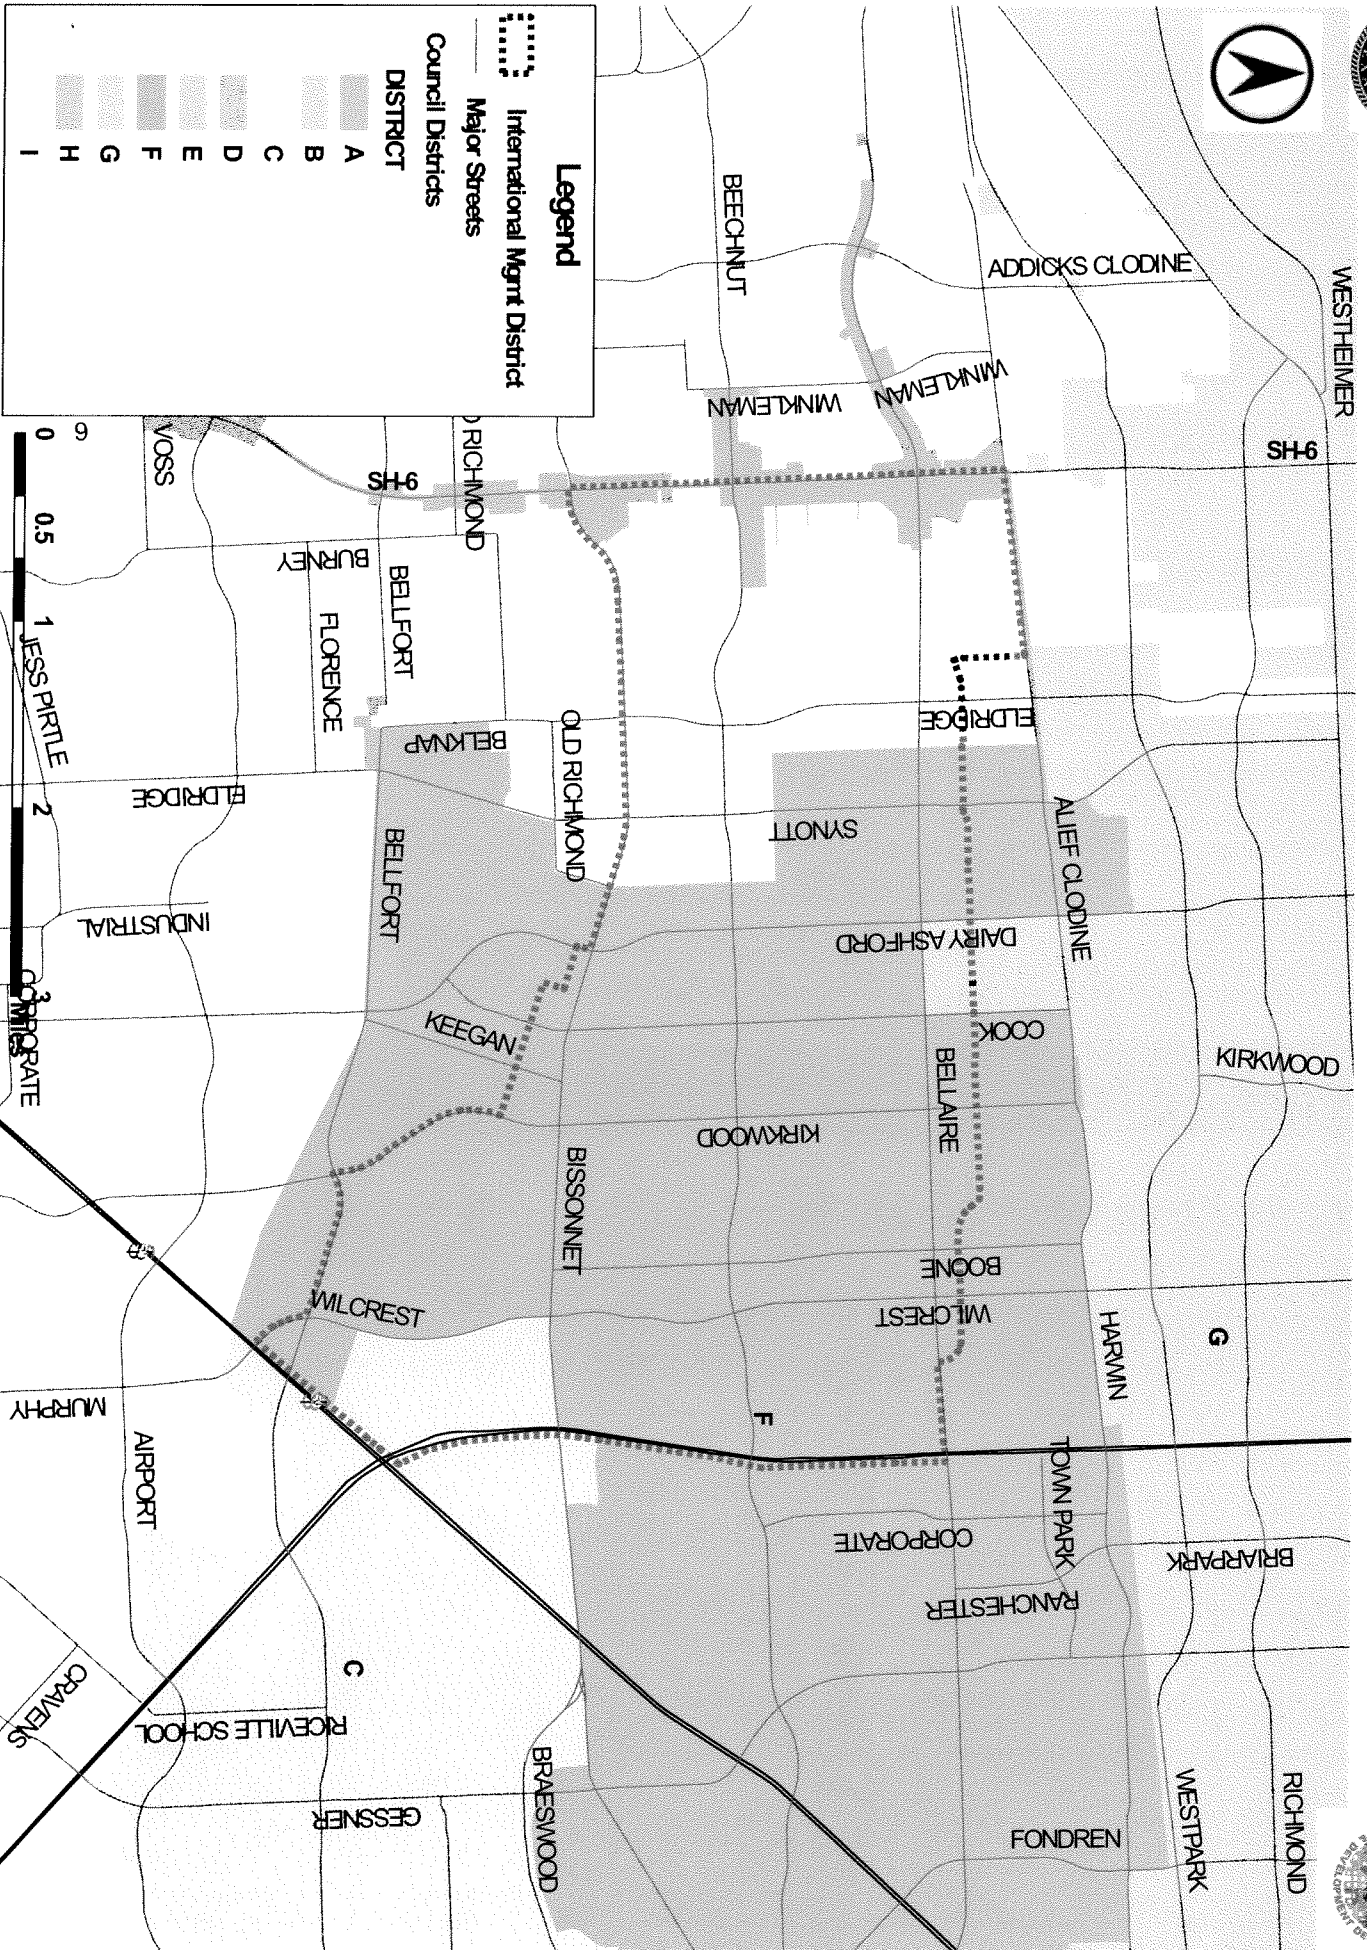 Legend
International Mgmt District
Major Streets
Council Districts
DISTRICT
A
B
C
D
E
F
G
H
I
0 0.5 1 2 3
Miles
9
WESTHEIMER
SH-6
ADDICKS CLODINE
BEECHNUT
WINKLEMAN
WINKLEMAN
RICHMOND
SH-6
VOSS
BURNEY
BELLFORT
FLORENCE
JESS PIRTLE
BELKNAP
OLD RICHMOND
ELDRIDGE
ELDRIDGE
SYNOTT
ALIEF CLODINE
BELLFORT
INDUSTRIAL
DAIRY ASHFORD
CORPORATE
KEEGAN
COOK
KIRKWOOD
BELLAIRE
KIRKWOOD
BISSONNET
BOONE
WILCREST
WILCREST
HARWIN
G
F
MURPHY
AIRPORT
TOWN PARK
CORPORATE
BRIARPARK
RANCHESTER
C
CRAVENS
RICEVILLE SCHOOL
GESSNER
BRAESWOOD
FONDREN
WESTPARK
RICHMOND